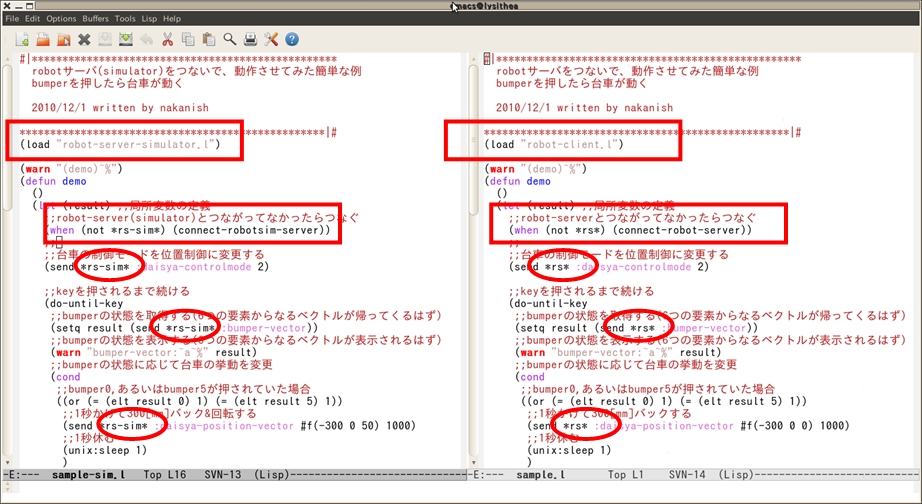 emacs@lysithea
File Edit Options Buffers Tools Lisp Help
#|**************************************************
robotサーバ(simulator)をつないで、動作させてみた簡単な例
bumperを押したら台車が動く
2010/12/1 written by nakanish
**************************************************|#
(load "robot-server-simulator.l")
(warn "(demo)~%")
(defun demo
()
(let (result) ;;局所変数の定義
;;robot-server(simulator)とつながってなかったらつなぐ
(when (not *rs-sim*) (connect-robotsim-server))
;;
;;台車の制御モードを位置制御に変更する
(send *rs-sim* :daisya-controlmode 2)
;;keyを押されるまで続ける
(do-until-key
;;bumperの状態を取得する(6つの要素からなるベクトルが帰ってくるはず)
(setq result (send *rs-sim* :bumper-vector))
;;bumperの状態を表示する(6つの要素からなるベクトルが表示されるはず)
(warn "bumper-vector:~a~%" result)
;;bumperの状態に応じて台車の挙動を変更
(cond
;;bumper0,あるいはbumper5が押されていた場合
((or (= (elt result 0) 1) (= (elt result 5) 1))
;;1秒かけて300[mm]バック&回転する
(send *rs-sim* :daisya-position-vector #f(-300 0 50) 1000)
;;1秒休む
(unix:sleep 1)
)
-E:--- sample-sim.l Top L16 SVN-13 (Lisp)
#|**************************************************
robotサーバをつないで、動作させてみた簡単な例
bumperを押したら台車が動く
2010/12/1 written by nakanish
**************************************************|#
(load "robot-client.l")
(warn "(demo)~%")
(defun demo
()
(let (result) ;;局所変数の定義
;;robot-serverとつながってなかったらつなぐ
(when (not *rs*) (connect-robot-server))
;;台車の制御モードを位置制御に変更する
(send *rs* :daisya-controlmode 2)
;;keyを押されるまで続ける
(do-until-key
;;bumperの状態を取得する(6つの要素からなるベクトルが帰ってくるはず)
(setq result (send *rs* :bumper-vector))
;;bumperの状態を表示する(6つの要素からなるベクトルが表示されるはず)
(warn "bumper-vector:~a~%" result)
;;bumperの状態に応じて台車の挙動を変更
(cond
;;bumper0,あるいはbumper5が押されていた場合
((or (= (elt result 0) 1) (= (elt result 5) 1))
;;1秒かけて300[mm]バックする
(send *rs* :daisya-position-vector #f(-300 0 0) 1000)
;;1秒休む
(unix:sleep 1)
)
-E:--- sample.l Top L1 SVN-14 (Lisp)